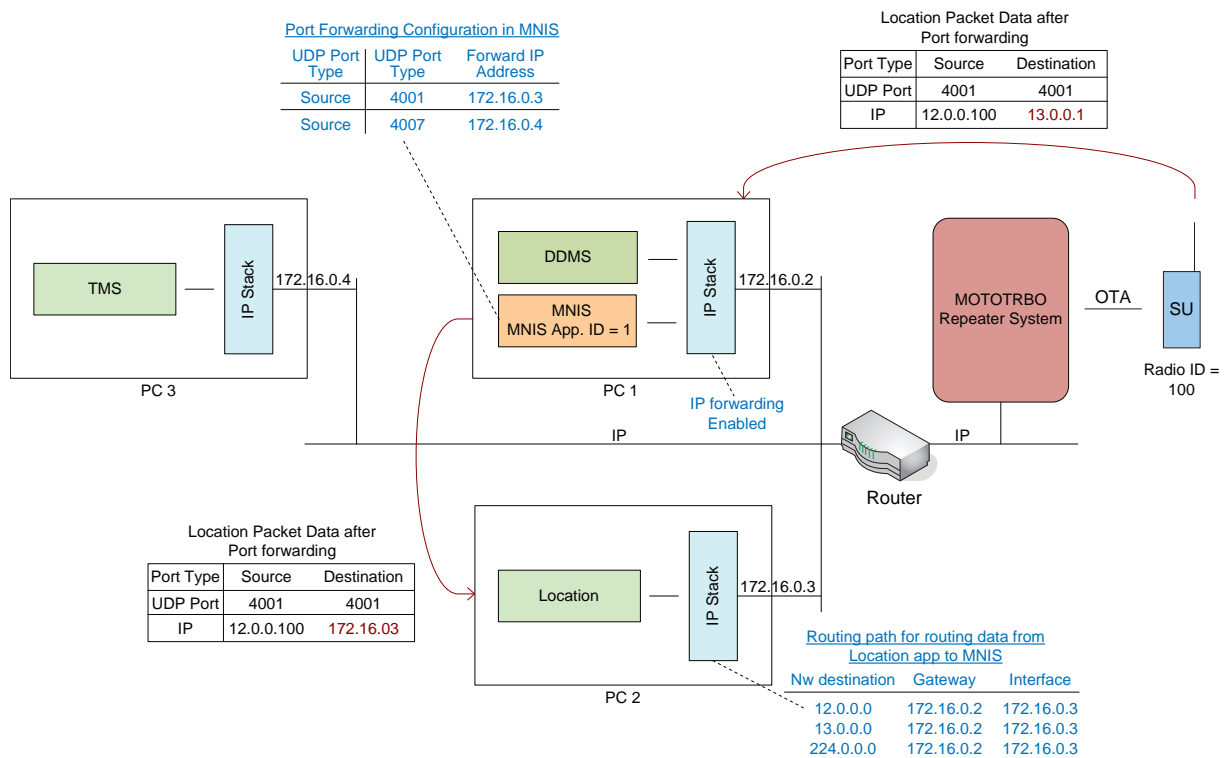 Port Forwarding Configuration in MNIS
UDP Port Type UDP Port Type Forward IP Address
Source 4001 172.16.0.3
Source 4007 172.16.0.4
Location Packet Data after
Port forwarding
Port Type Source Destination
UDP Port 4001 4001
IP 12.0.0.100 13.0.0.1
TMS
IP Stack
172.16.0.4
PC 3
DDMS
MNIS
MNIS App. ID = 1
IP Stack
172.16.0.2
PC 1
IP forwarding
Enabled
MOTOTRBO
Repeater System
OTA
SU
Radio ID =
100
IP
IP
Router
Location Packet Data after
Port forwarding
Port Type Source Destination
UDP Port 4001 4001
IP 12.0.0.100 172.16.03
Location
IP Stack
172.16.0.3
PC 2
Routing path for routing data from
Location app to MNIS
Nw destination Gateway Interface
12.0.0.0 172.16.0.2 172.16.0.3
13.0.0.0 172.16.0.2 172.16.0.3
224.0.0.0 172.16.0.2 172.16.0.3